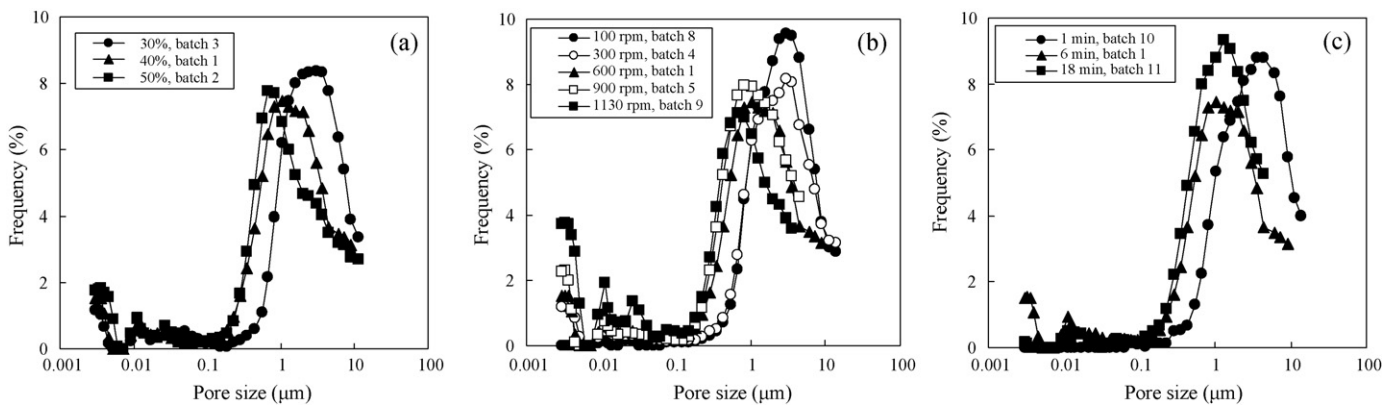 10
8
6
4
2
0
Frequency (%)
0.001
0.01
0.1
1
10
100
Pore size (μm)
30%, batch 3
40%, batch 1
50%, batch 2
(a)
10
8
6
4
2
0
Frequency (%)
0.001
0.01
0.1
1
10
100
Pore size (μm)
100 rpm, batch 8
300 rpm, batch 4
600 rpm, batch 1
900 rpm, batch 5
1130 rpm, batch 9
(b)
10
8
6
4
2
0
Frequency (%)
0.001
0.01
0.1
1
10
100
Pore size (μm)
1 min, batch 10
6 min, batch 1
18 min, batch 11
(c)